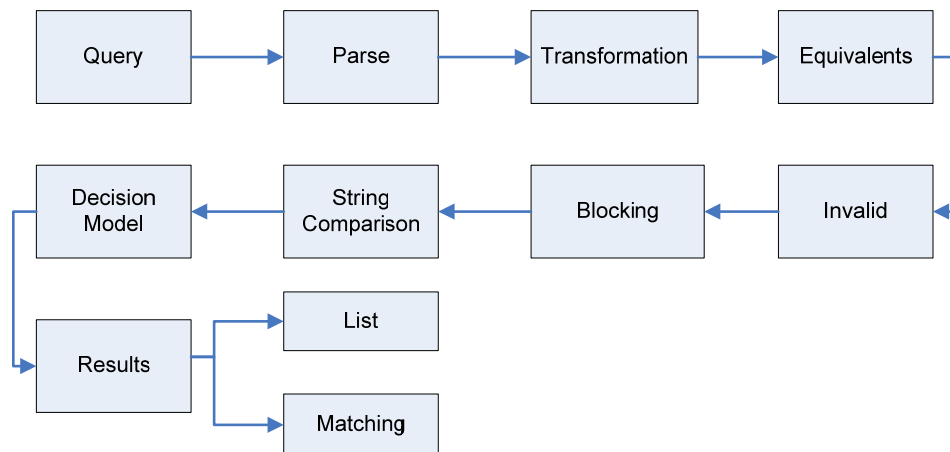 Query
Parse
Transformation
Equivalents
Decision
Model
String
Comparison
Blocking
Invalid
Results
List
Matching